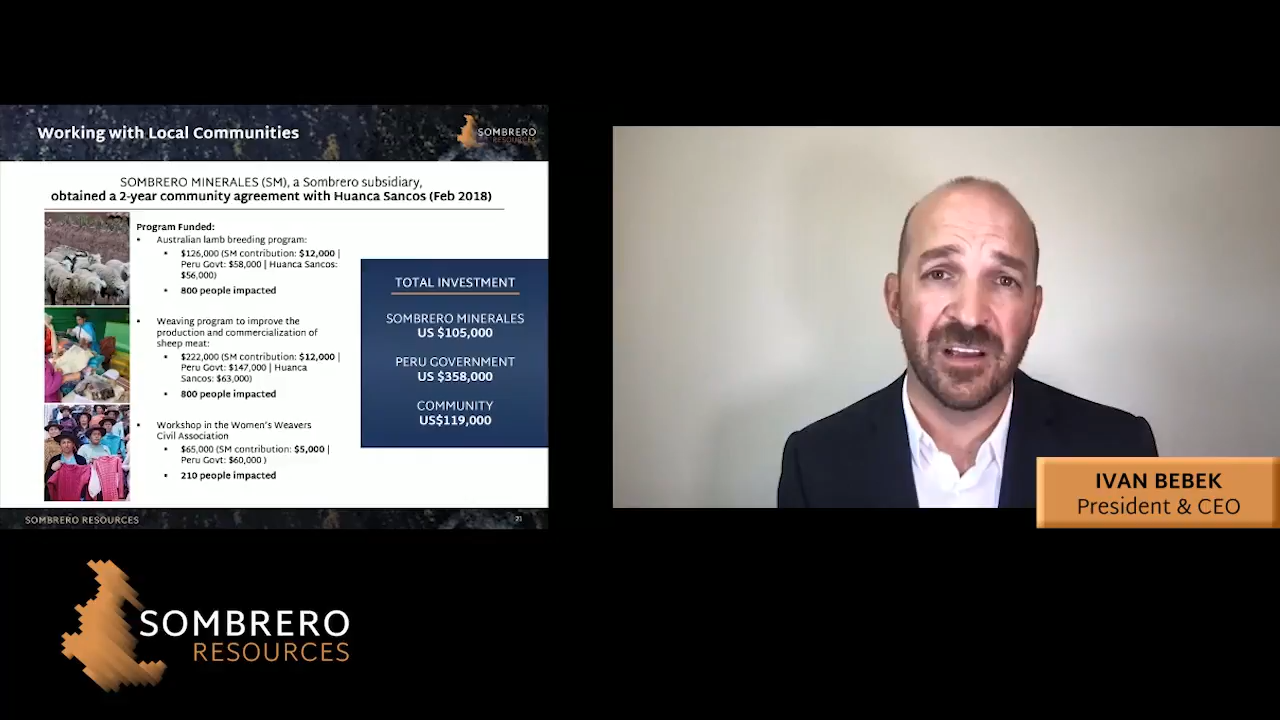 Working with Local Communities
SOMBRERO
RESOURCES
SOMBRERO MINERALES (SM), a Sombrero subsidiary,
obtained a 2-year community agreement with Huanca Sancos (Feb 2018)
Program Funded:
• Australian lamb breeding program:
▪ $126,000 (SM contribution: $12,000 |
Peru Govt: $58,000 | Huanca Sancos:
$56,000)
▪ 800 people impacted
• Weaving program to improve the
production and commercialization of
sheep meat:
▪ $222,000 (SM contribution: $12,000 |
Peru Govt: $147,000 | Huanca
Sancos: $63,000)
▪ 800 people impacted
• Workshop in the Women's Weavers
Civil Association
▪ $65,000 (SM contribution: $5,000 |
Peru Govt: $60,000 )
▪ 210 people impacted
TOTAL INVESTMENT
SOMBRERO MINERALES
US $105,000
PERU GOVERNMENT
US $358,000
COMMUNITY
US$119,000
SOMBRERO RESOURCES
21
IVAN BEBEK
President & CEO
SOMBRERO
RESOURCES